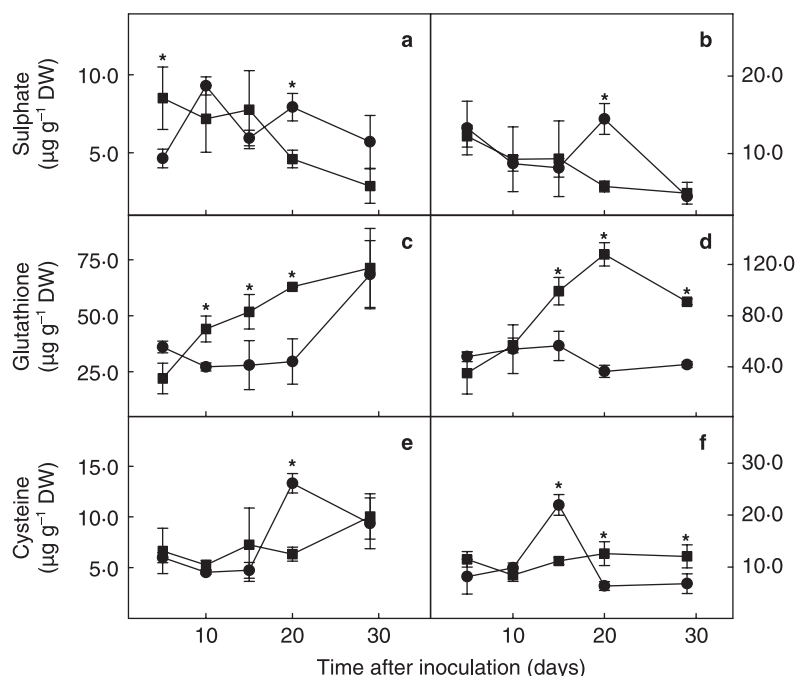 a
b
*
*
*
Sulphate
(µg g⁻¹ DW)
10·0
5·0
20·0
10·0
c
d
*
*
*
*
*
*
Glutathione
(µg g⁻¹ DW)
75·0
50·0
25·0
120·0
80·0
40·0
e
f
*
*
*
*
Cysteine
(µg g⁻¹ DW)
15·0
10·0
5·0
30·0
20·0
10·0
10 20 30 10 20 30
Time after inoculation (days)